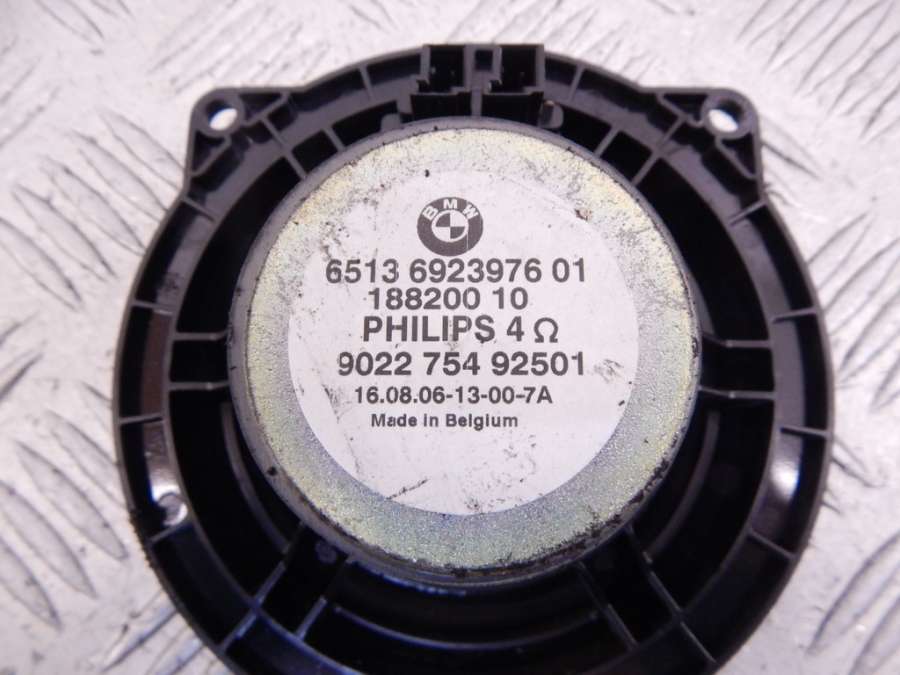 BMW
6513 6923976 01
188200 10
PHILIPS 4 Ω
9022 754 92501
16.08.06-13-00-7A
Made in Belgium